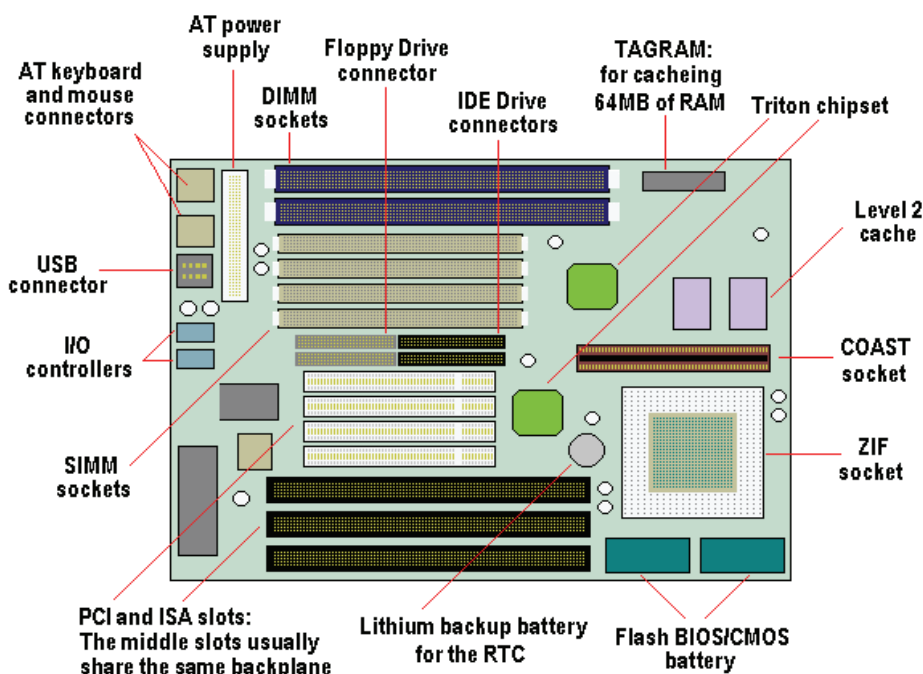 AT power
supply
Floppy Drive
connector
TAGRAM:
for cacheing
64MB of RAM
AT keyboard
and mouse
connectors
DIMM
sockets
IDE Drive
connectors
Triton chipset
Level 2
cache
USB
connector
I/O
controllers
COAST
socket
SIMM
sockets
ZIF
socket
PCI and ISA slots:
The middle slots usually
share the same backplane
Lithium backup battery
for the RTC
Flash BIOS/CMOS
battery